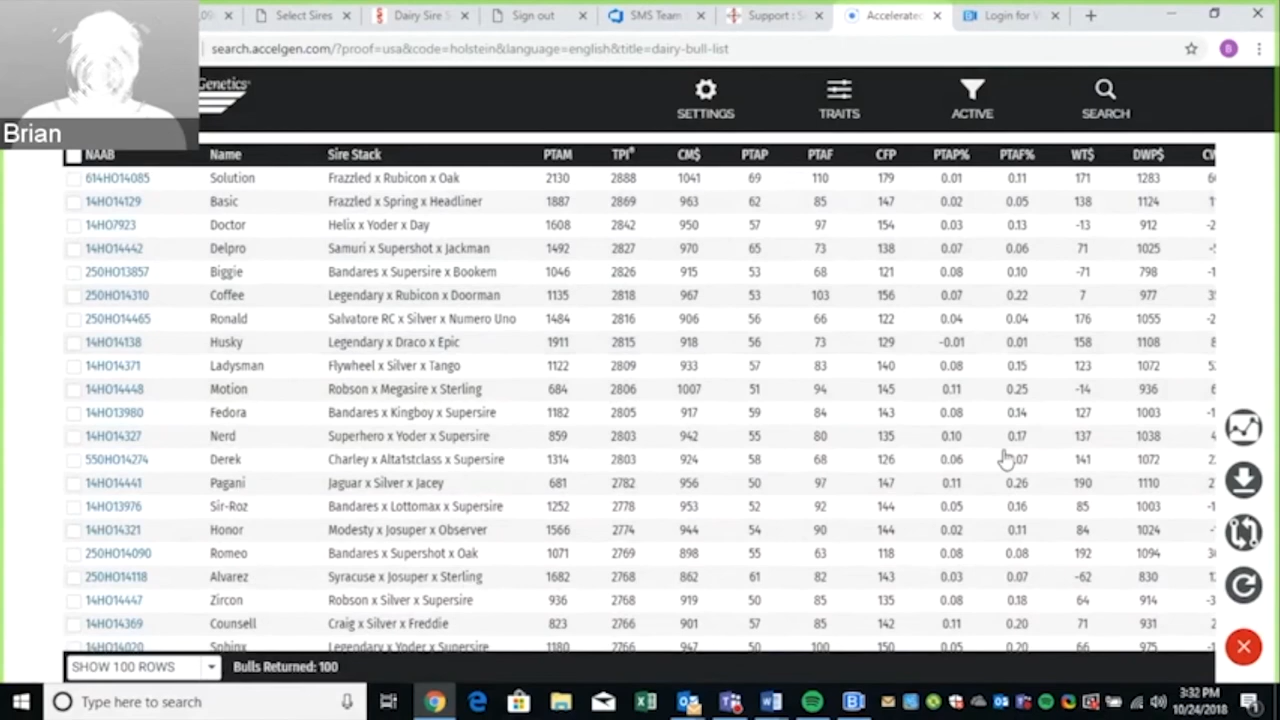 Select Sires
Dairy Sire S
Sign out
SMS Team
Support : S
Accelerated
Login for V
search.accelgen.com/?proof=usa&code=holstein&language=english&title=dairy-bull-list
B
Genetics
SETTINGS
TRAITS
ACTIVE
SEARCH
Brian
NAAB Name Sire Stack PTAM TPI® CM$ PTAP PTAF CFP PTAP% PTAF% WT$ DWP$
614HO14085 Solution Frazzled x Rubicon x Oak 2130 2888 1041 69 110 179 0.01 0.11 171 1283
14HO14129 Basic Frazzled x Spring x Headliner 1887 2869 963 62 85 147 0.02 0.05 138 1124
14HO7923 Doctor Helix x Yoder x Day 1608 2842 950 57 97 154 0.03 0.13 -13 912
14HO14442 Delpro Samuri x Supershot x Jackman 1492 2827 970 65 73 138 0.07 0.06 71 1025
250HO13857 Biggie Bandares x Supersire x Bookem 1046 2826 915 53 68 121 0.08 0.10 -71 798
250HO14310 Coffee Legendary x Rubicon x Doorman 1135 2818 967 53 103 156 0.07 0.22 7 977
250HO14465 Ronald Salvatore RC x Silver x Numero Uno 1484 2816 906 56 66 122 0.04 0.04 176 1055
14HO14138 Husky Legendary x Draco x Epic 1911 2815 918 56 73 129 -0.01 0.01 158 1108
14HO14371 Ladysman Flywheel x Silver x Tango 1122 2809 933 57 83 140 0.08 0.15 123 1072
14HO14448 Motion Robson x Megasire x Sterling 684 2806 1007 51 94 145 0.11 0.25 -14 936
14HO13980 Fedora Bandares x Kingboy x Supersire 1182 2805 917 59 84 143 0.08 0.14 127 1003
14HO14327 Nerd Superhero x Yoder x Supersire 859 2803 942 55 80 135 0.10 0.17 137 1038
550HO14274 Derek Charley x Alta1stclass x Supersire 1314 2803 924 58 68 126 0.06 0.07 141 1072
14HO14441 Pagani Jaguar x Silver x Jacey 681 2782 956 50 97 147 0.11 0.26 190 1110
14HO13976 Sir-Roz Bandares x Lottomax x Supersire 1252 2778 953 52 92 144 0.05 0.16 85 1003
14HO14321 Honor Modesty x Josuper x Observer 1566 2774 944 54 90 144 0.02 0.11 84 1024
250HO14090 Romeo Bandares x Supershot x Oak 1071 2769 898 55 63 118 0.08 0.08 192 1094
250HO14118 Alvarez Syracuse x Josuper x Sterling 1682 2768 862 61 82 143 0.03 0.07 -62 830
14HO14447 Zircon Robson x Silver x Supersire 936 2768 919 50 85 135 0.08 0.18 64 914
14HO14369 Counsell Craig x Silver x Freddie 823 2766 901 57 85 142 0.11 0.20 71 931
14HO14020 Sphinx Legendary x Yoder x Supersire 1180 2766 947 50 100 150 0.05 0.20 66 975
SHOW 100 ROWS Bulls Returned: 100
Type here to search
3:32 PM
10/24/2018